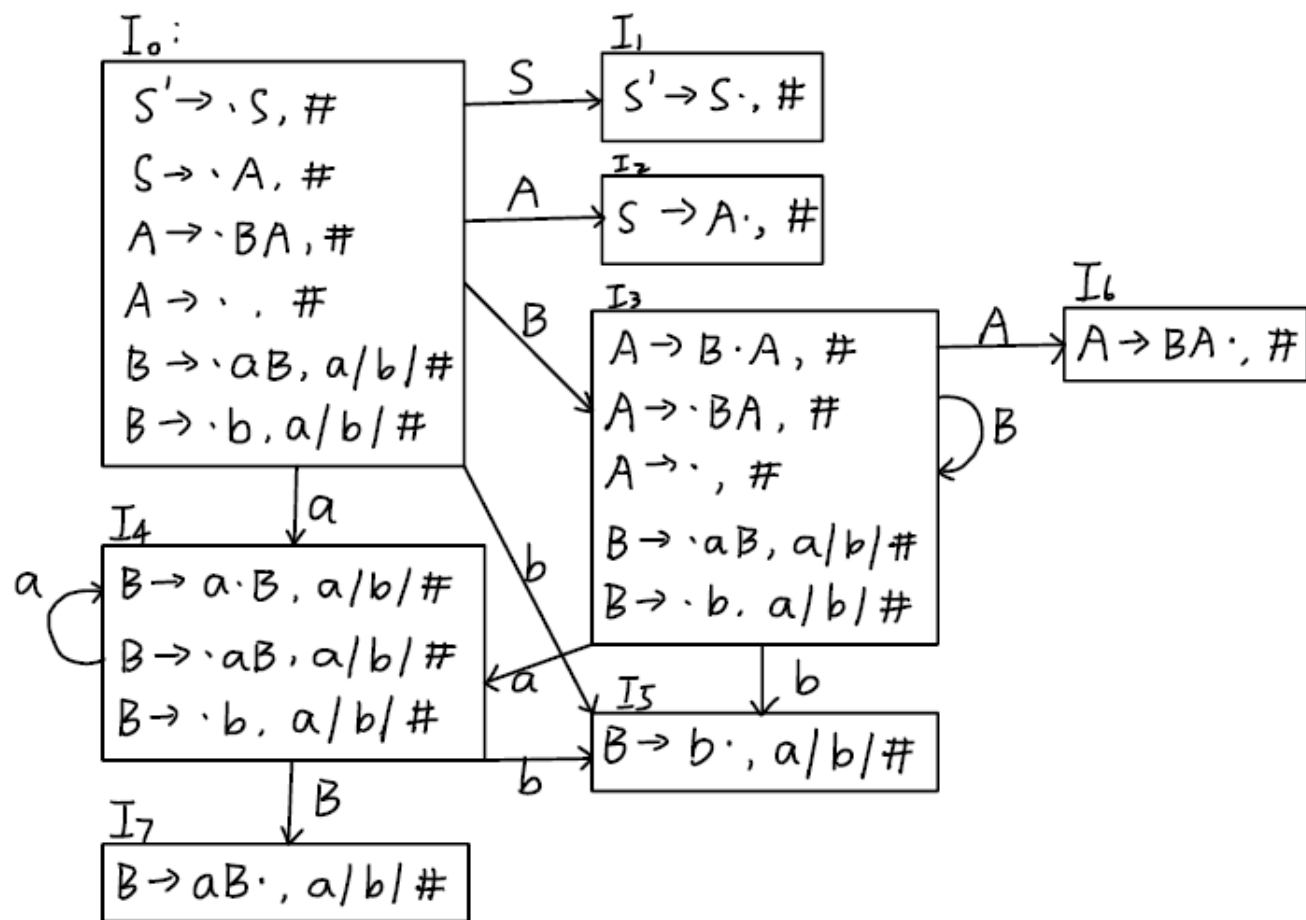 I₀:
S' → ·S, #
S → ·A, #
A → ·BA, #
A → ·, #
B → ·aB, a/b/#
B → ·b, a/b/#
S
I₁
S' → S·, #
A
I₂
S → A·, #
B
I₃
A → B·A, #
A → ·BA, #
A → ·, #
B → ·aB, a/b/#
B → ·b, a/b/#
A
I₆
A → BA·, #
B
a
I₄
a
B → a·B, a/b/#
B → ·aB, a/b/#
B → ·b, a/b/#
b
a
b
b
I₅
B → b·, a/b/#
B
I₇
B → aB·, a/b/#